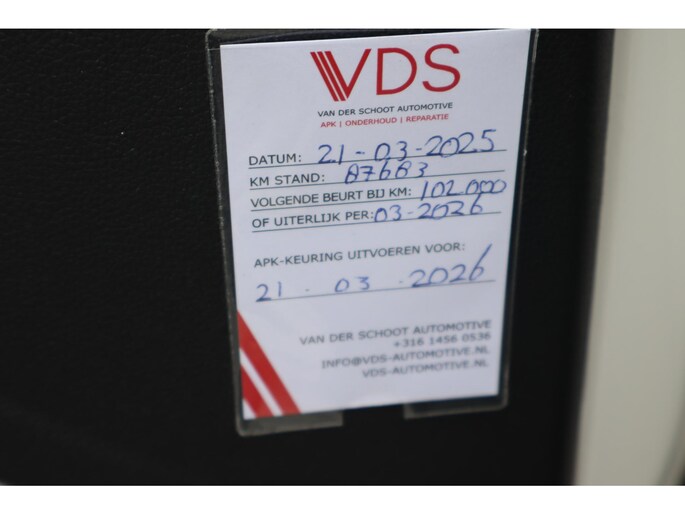 VDS
VAN DER SCHOOT AUTOMOTIVE
APK | ONDERHOUD | REPARATIE
DATUM: 21-03-2025
KM STAND:
VOLGENDE BEURT BIJ KM: 102.000
OF UITERLIJK PER: 03-2026
APK-KEURING UITVOEREN VOOR:
21 - 03 - 2026
VAN DER SCHOOT AUTOMOTIVE
+316 1456 0536
INFO@VDS-AUTOMOTIVE.NL
VDS-AUTOMOTIVE.NL